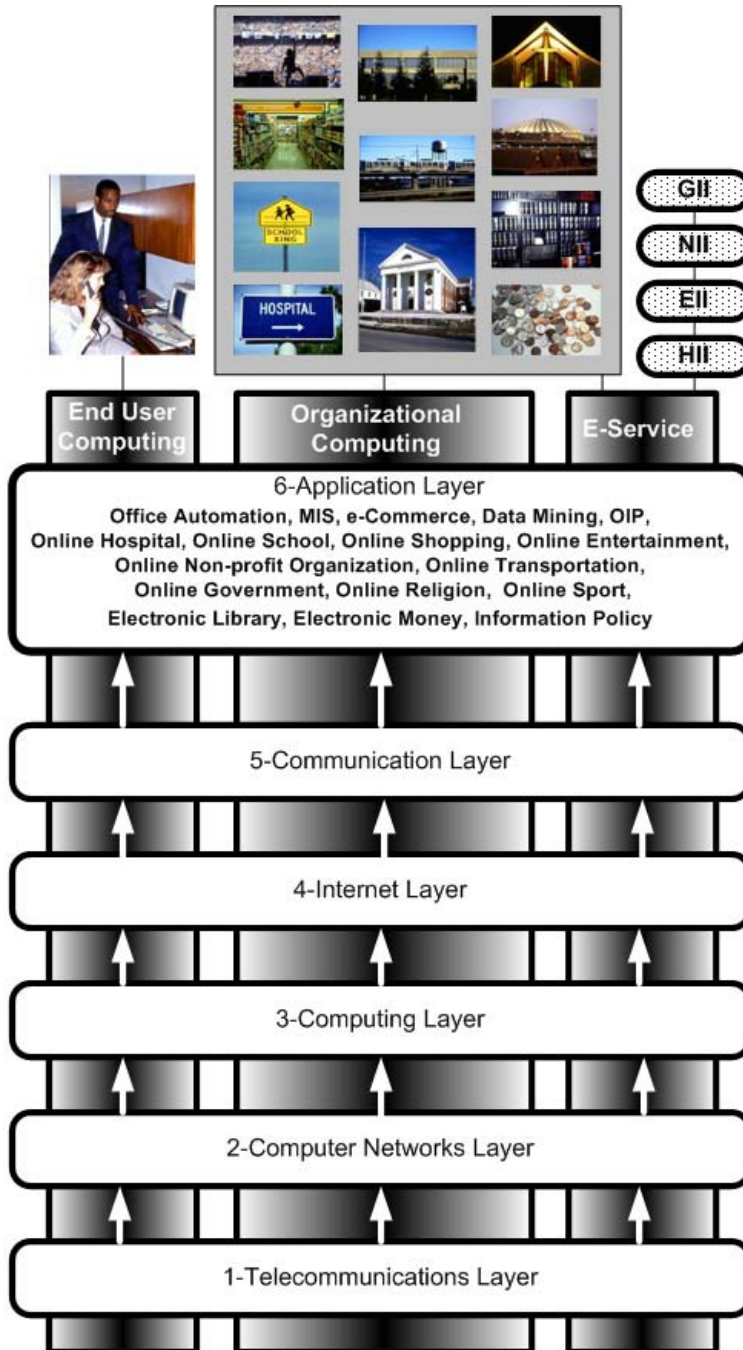 SCHOOL
XING
HOSPITAL
GII
NII
EII
HII
End User
Computing
Organizational
Computing
E-Service
6-Application Layer
Office Automation, MIS, e-Commerce, Data Mining, OIP,
Online Hospital, Online School, Online Shopping, Online Entertainment,
Online Non-profit Organization, Online Transportation,
Online Government, Online Religion, Online Sport,
Electronic Library, Electronic Money, Information Policy
5-Communication Layer
4-Internet Layer
3-Computing Layer
2-Computer Networks Layer
1-Telecommunications Layer